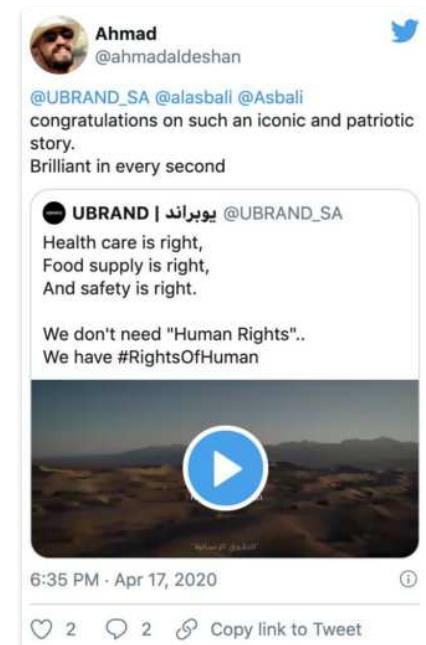 Ahmad
@ahmadaldeshan
@UBRAND_SA @alasbali @Asbali
congratulations on such an iconic and patriotic
story.
Brilliant in every second
UBRAND | يوبراند @UBRAND_SA
Health care is right,
Food supply is right,
And safety is right.
We don't need "Human Rights"..
We have #RightsOfHuman
6:35 PM · Apr 17, 2020
2 2 Copy link to Tweet